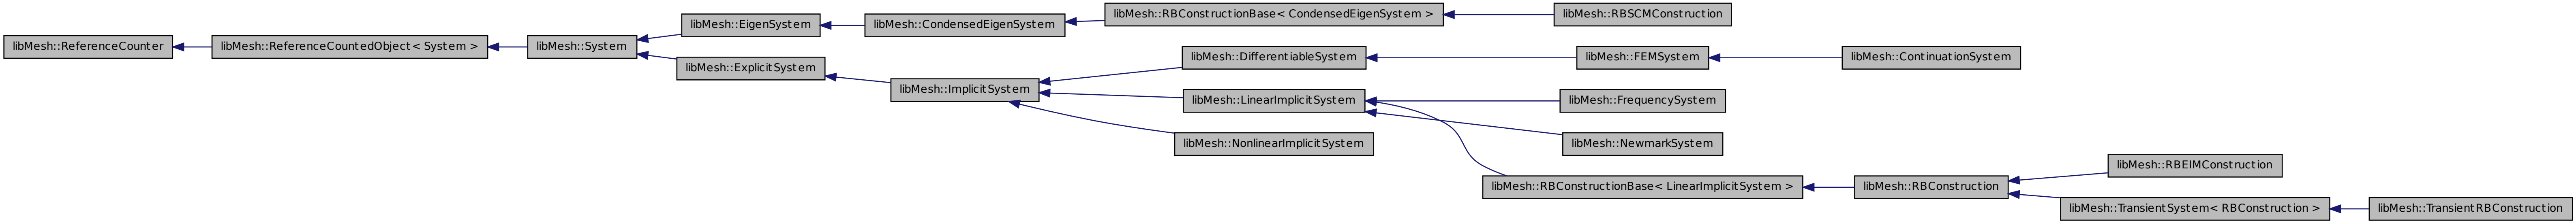 libMesh::ReferenceCounter
libMesh::ReferenceCountedObject< System >
libMesh::System
libMesh::EigenSystem
libMesh::CondensedEigenSystem
libMesh::RBConstructionBase< CondensedEigenSystem >
libMesh::RBSCMConstruction
libMesh::ExplicitSystem
libMesh::ImplicitSystem
libMesh::DifferentiableSystem
libMesh::FEMSystem
libMesh::ContinuationSystem
libMesh::LinearImplicitSystem
libMesh::FrequencySystem
libMesh::NewmarkSystem
libMesh::NonlinearImplicitSystem
libMesh::RBConstructionBase< LinearImplicitSystem >
libMesh::RBConstruction
libMesh::RBEIMConstruction
libMesh::TransientSystem< RBConstruction >
libMesh::TransientRBConstruction